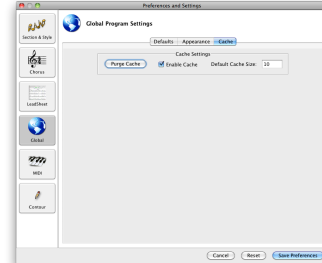 Preferences and Settings
Section & Style
Global Program Settings
Defaults Appearance Cache
Cache Settings
Purge Cache Enable Cache Default Cache Size: 10
Chorus
LeadSheet
Global
MIDI
Contour
Cancel Reset Save Preferences